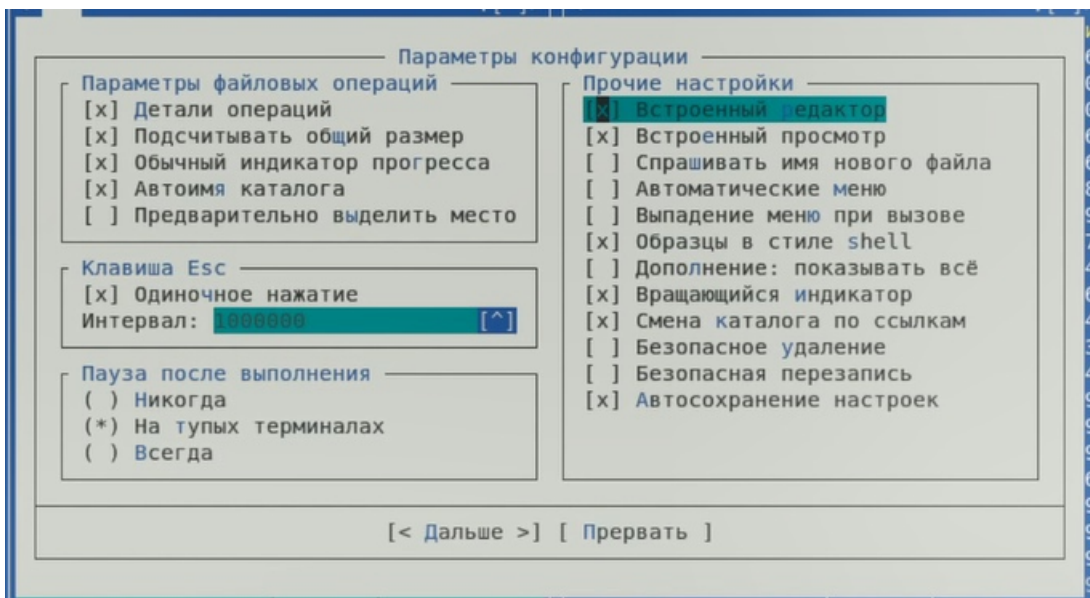 Параметры конфигурации
Параметры файловых операций
[x] Детали операций
[x] Подсчитывать общий размер
[x] Обычный индикатор прогресса
[x] Автоимя каталога
[ ] Предварительно выделить место
Клавиша Esc
[x] Одиночное нажатие
Интервал: 1000000 [^]
Пауза после выполнения
( ) Никогда
(*) На тупых терминалах
( ) Всегда
Прочие настройки
[x] Встроенный редактор
[x] Встроенный просмотр
[ ] Спрашивать имя нового файла
[ ] Автоматические меню
[ ] Выпадение меню при вызове
[x] Образцы в стиле shell
[ ] Дополнение: показывать всё
[x] Вращающийся индикатор
[x] Смена каталога по ссылкам
[ ] Безопасное удаление
[ ] Безопасная перезапись
[x] Автосохранение настроек
[< Дальше >] [ Прервать ]